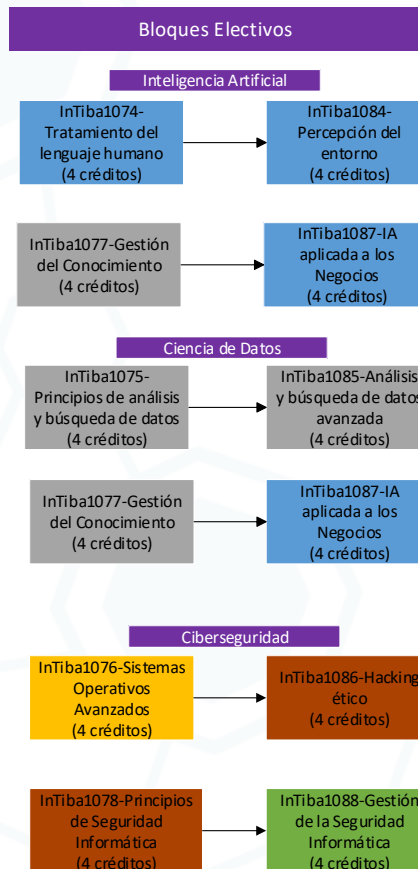 Bloques Electivos
Inteligencia Artificial
InTiba1074-
Tratamiento del
lenguaje humano
(4 créditos)
InTiba1084-
Percepción del
entorno
(4 créditos)
InTiba1077-Gestión
del Conocimiento
(4 créditos)
InTiba1087-IA
aplicada a los
Negocios
(4 créditos)
Ciencia de Datos
InTiba1075-
Principios de análisis
y búsqueda de datos
(4 créditos)
InTiba1085-Análisis
y búsqueda de datos
avanzada
(4 créditos)
InTiba1077-Gestión
del Conocimiento
(4 créditos)
InTiba1087-IA
aplicada a los
Negocios
(4 créditos)
Ciberseguridad
InTiba1076-Sistemas
Operativos
Avanzados
(4 créditos)
InTiba1086-Hacking
ético
(4 créditos)
InTiba1078-Principios
de Seguridad
Informática
(4 créditos)
InTiba1088-Gestión
de la Seguridad
Informática
(4 créditos)